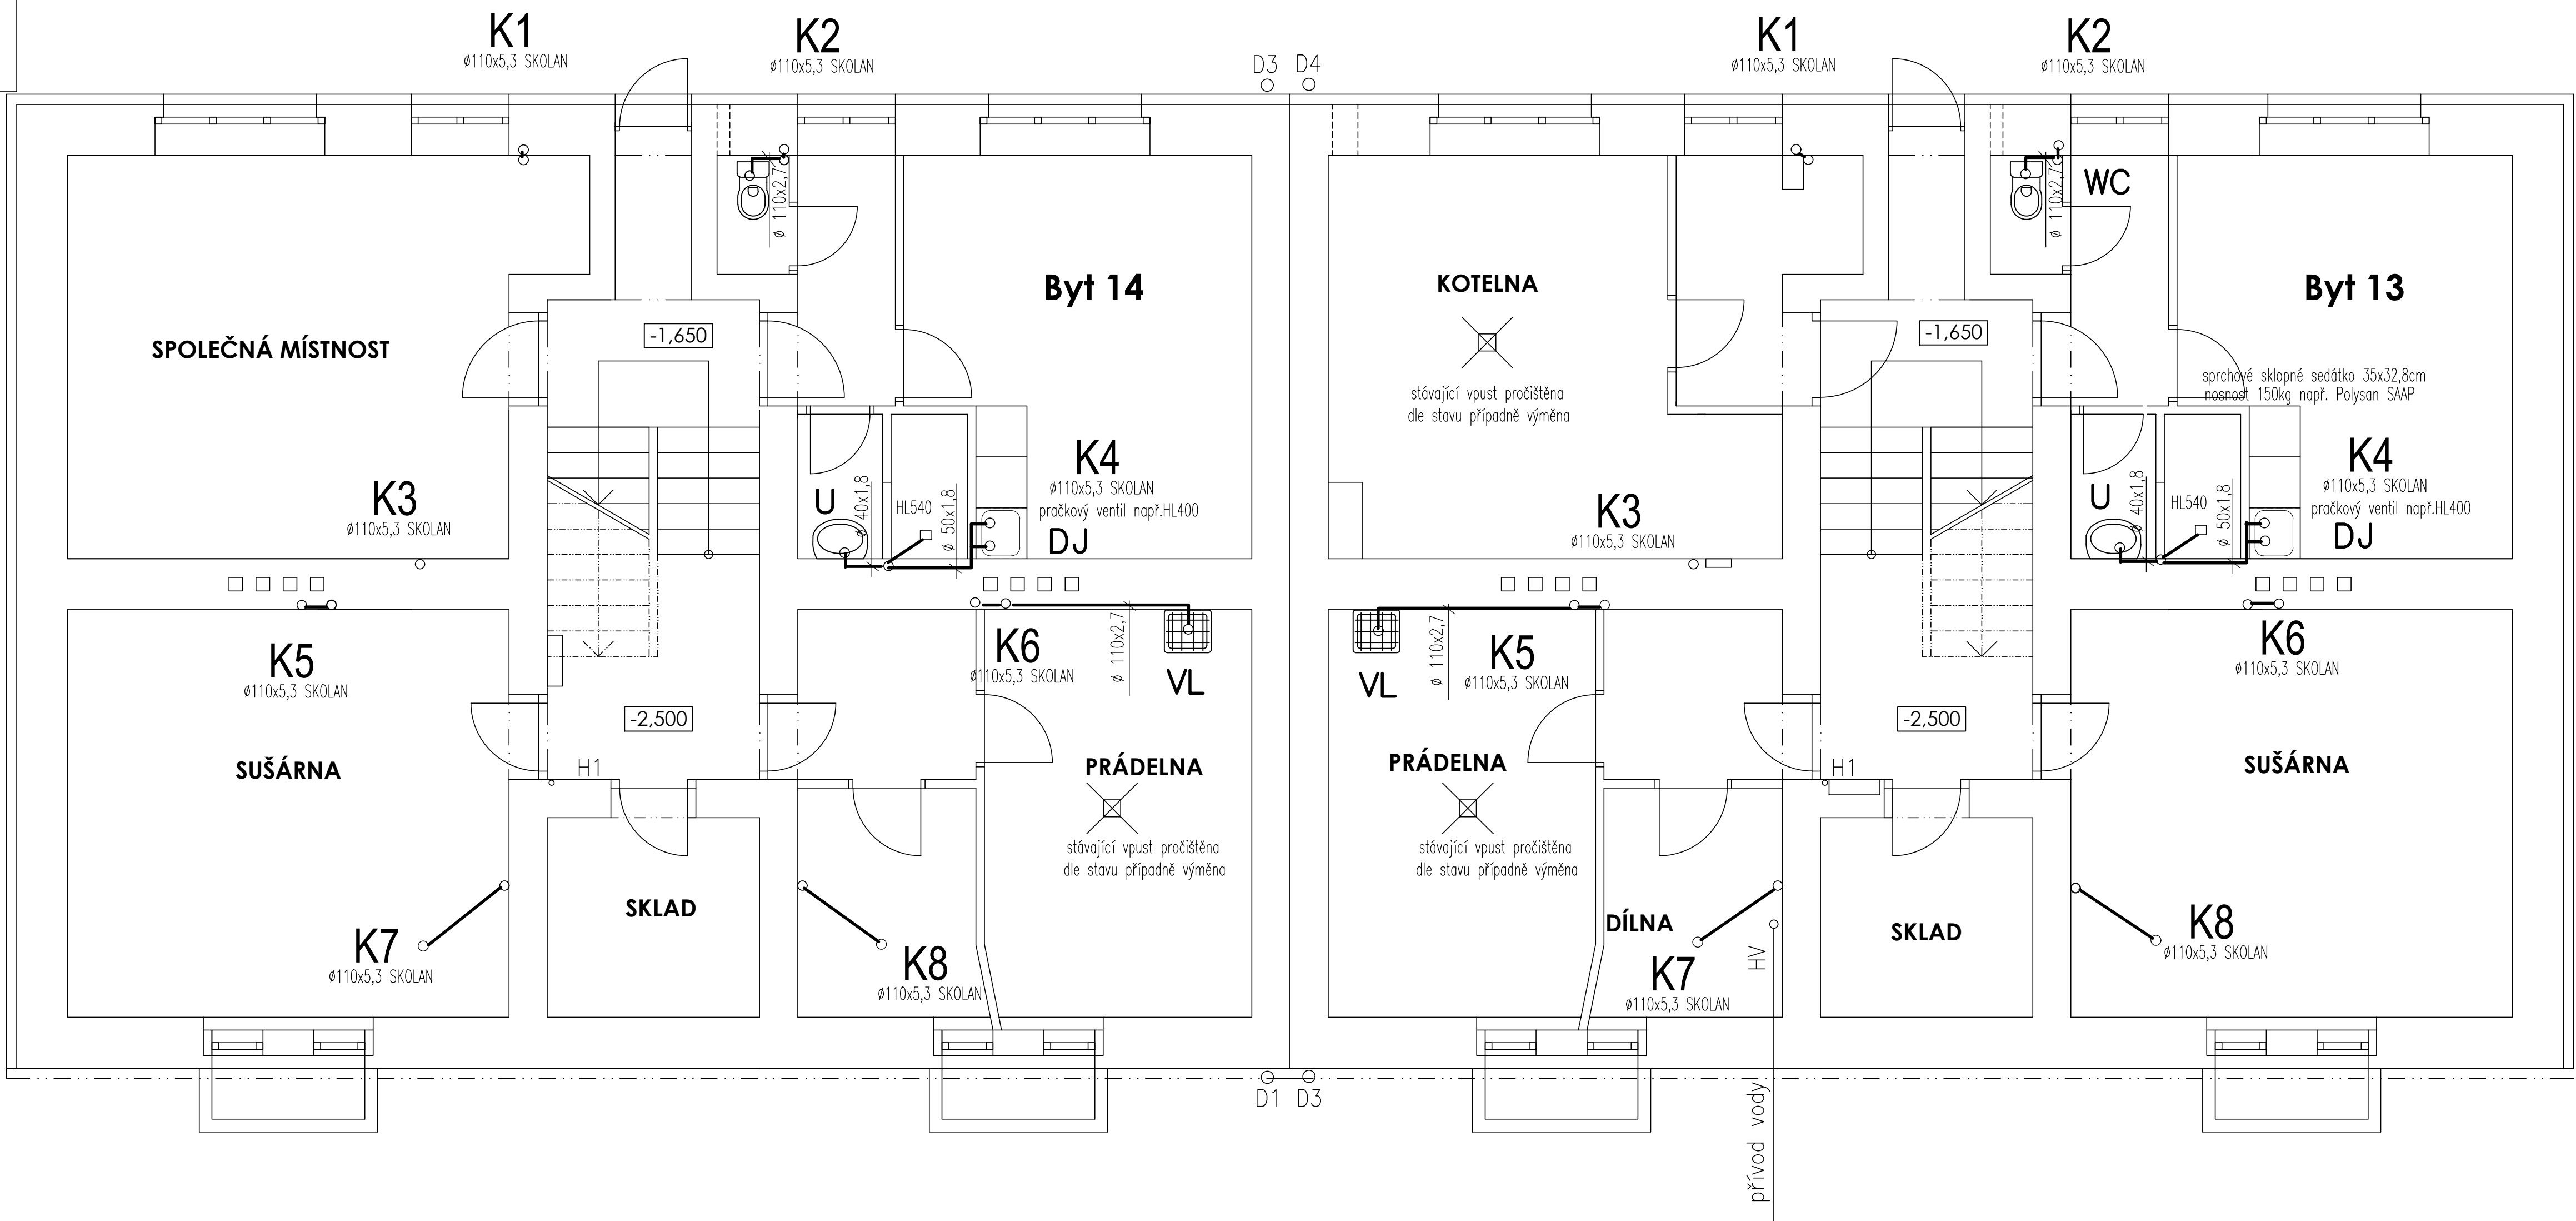 K1
ø110x5,3 SKOLAN
K2
ø110x5,3 SKOLAN
D3 D4
K1
ø110x5,3 SKOLAN
K2
ø110x5,3 SKOLAN
ø 110x2,7
Byt 14
SPOLEČNÁ MÍSTNOST
-1,650
K3
ø110x5,3 SKOLAN
U
ø 40x1,8
HL540
ø 50x1,8
K4
ø110x5,3 SKOLAN
pračkový ventil např.HL400
DJ
KOTELNA
stávající vpust pročištěna
dle stavu případně výměna
K3
ø110x5,3 SKOLAN
-1,650
ø 110x2,7
WC
Byt 13
sprchové sklopné sedátko 35x32,8cm
nosnost 150kg např. Polysan SAAP
U
ø 40x1,8
HL540
ø 50x1,8
K4
ø110x5,3 SKOLAN
pračkový ventil např.HL400
DJ
K5
ø110x5,3 SKOLAN
SUŠÁRNA
-2,500
H1
K6
ø110x5,3 SKOLAN
ø 110x2,7
VL
PRÁDELNA
stávající vpust pročištěna
dle stavu případně výměna
SKLAD
K7
ø110x5,3 SKOLAN
K8
ø110x5,3 SKOLAN
VL
ø 110x2,7
K5
ø110x5,3 SKOLAN
PRÁDELNA
stávající vpust pročištěna
dle stavu případně výměna
-2,500
H1
K6
ø110x5,3 SKOLAN
SUŠÁRNA
DÍLNA
K7
ø110x5,3 SKOLAN
HV
SKLAD
K8
ø110x5,3 SKOLAN
D1 D3
přívod vody